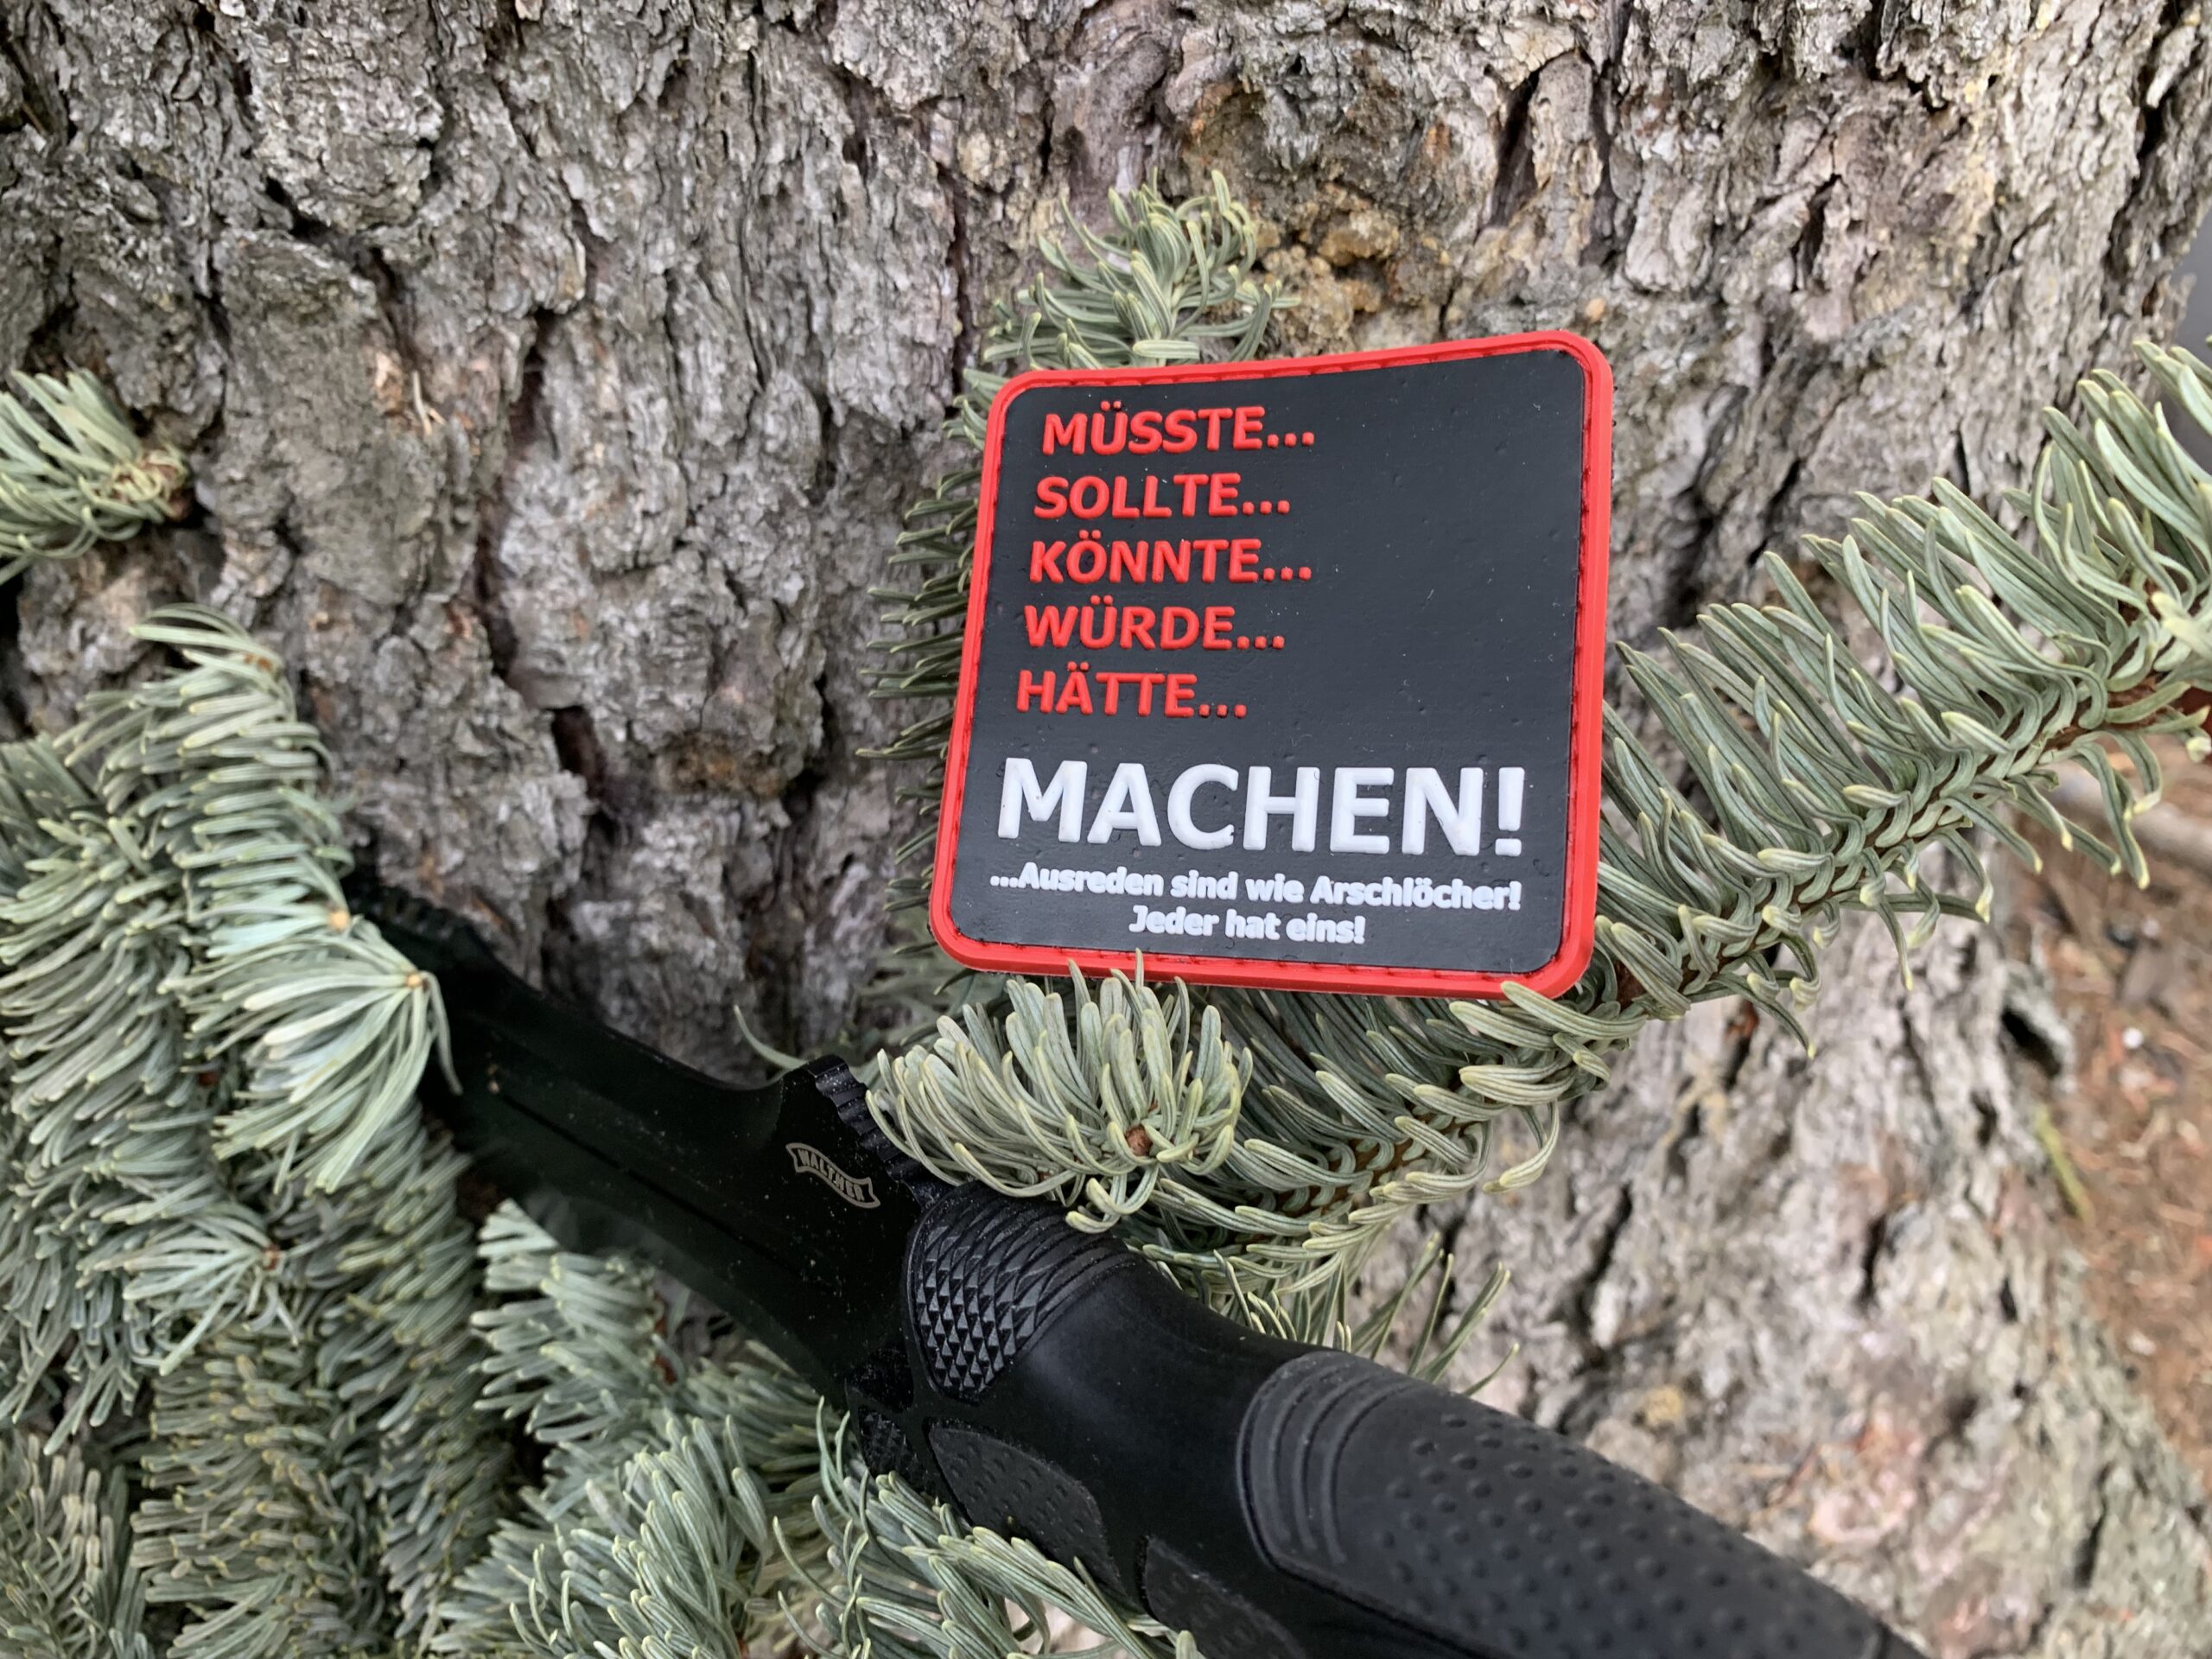 MÜSSTE...
SOLLTE...
KÖNNTE...
WÜRDE...
HÄTTE...
MACHEN!
...Ausreden sind wie Arschlöcher!
Jeder hat eins!
WALTHER